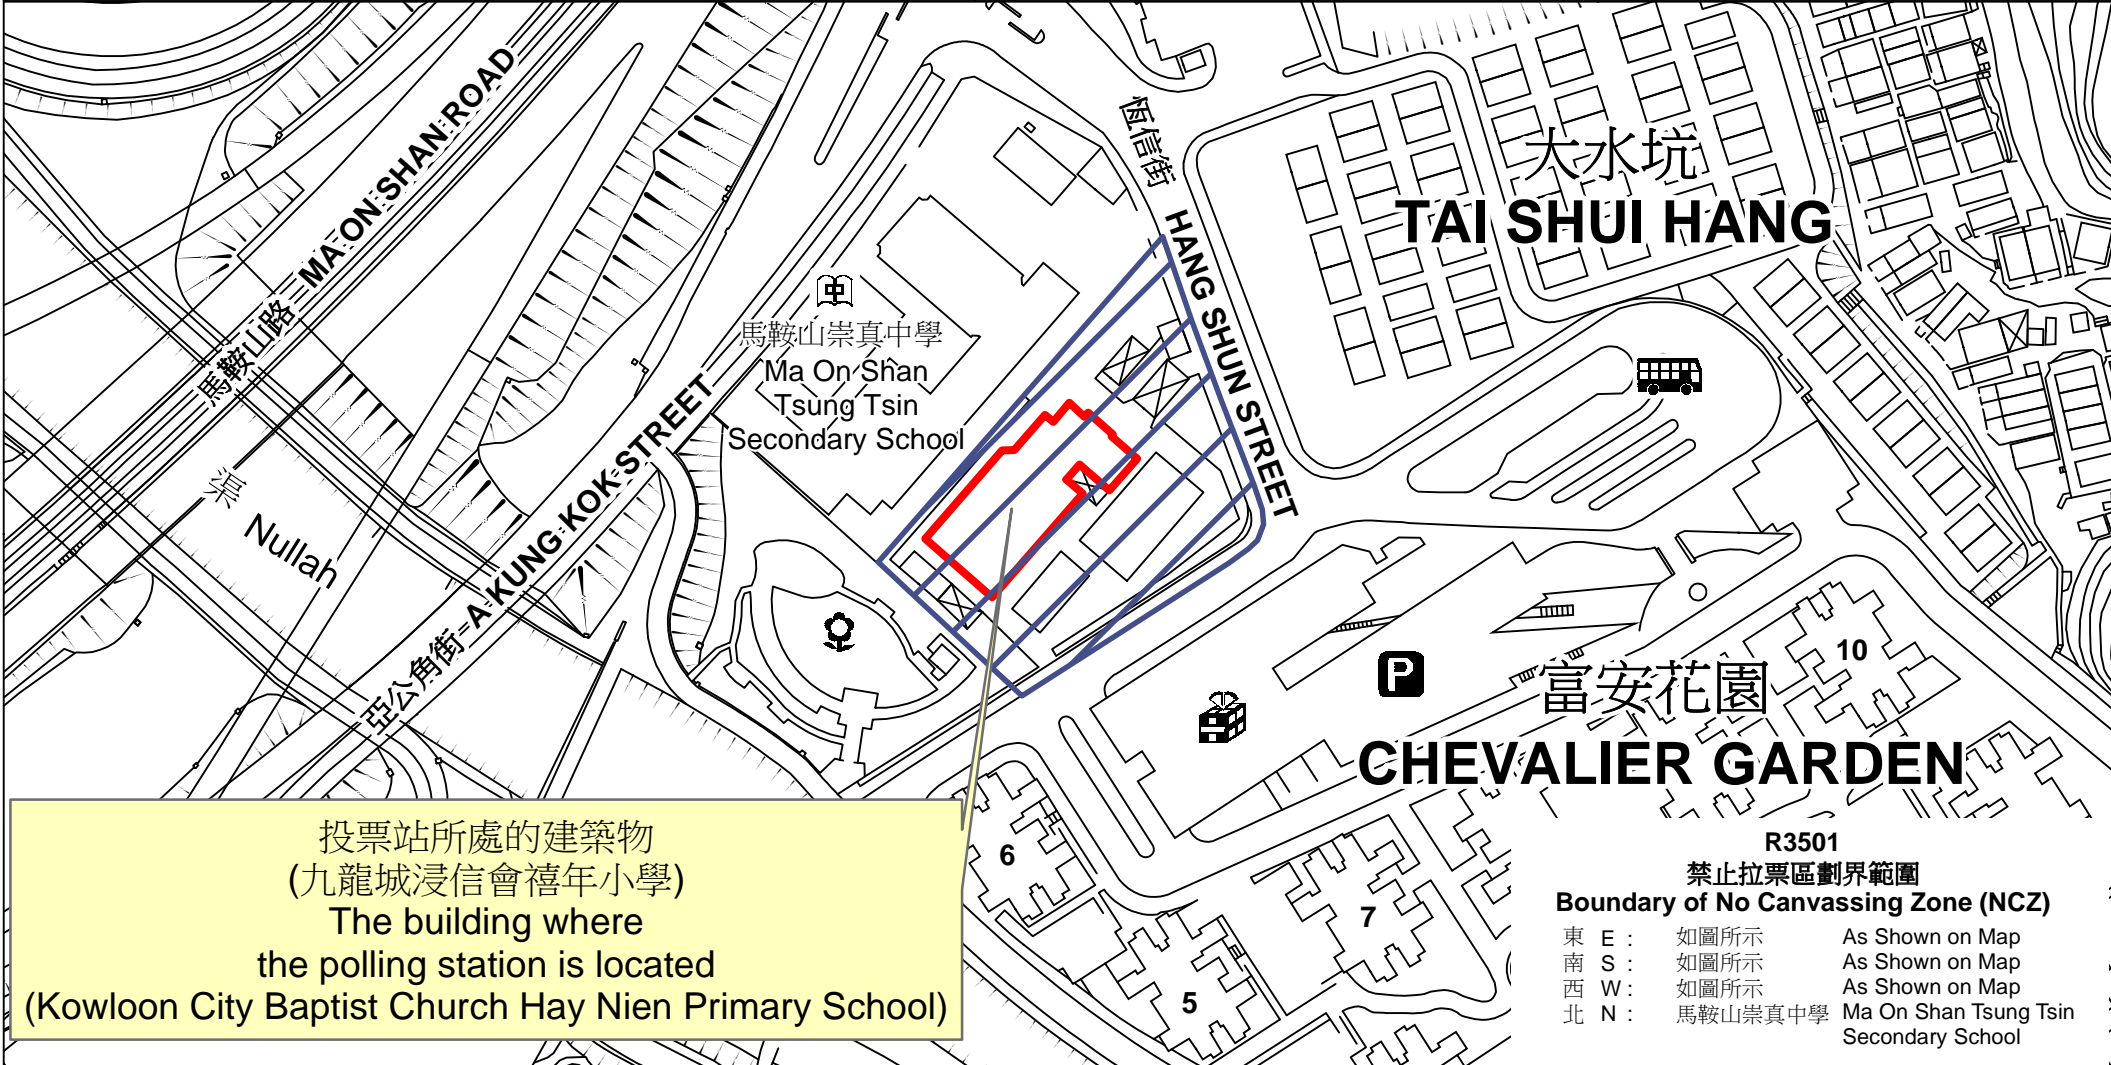 馬鞍山路 MA ON SHAN ROAD
恆信街 HANG SHUN STREET
大水坑
TAI SHUI HANG
中
馬鞍山崇真中學
Ma On Shan
Tsung Tsin
Secondary School
渠
Nullah
亞公角街 A KUNG KOK STREET
P
富安花園
CHEVALIER GARDEN
10
6
7
5
投票站所處的建築物
(九龍城浸信會禧年小學)
The building where
the polling station is located
(Kowloon City Baptist Church Hay Nien Primary School)
R3501
禁止拉票區劃界範圍
Boundary of No Canvassing Zone (NCZ)
東 E : 如圖所示 As Shown on Map
南 S : 如圖所示 As Shown on Map
西 W : 如圖所示 As Shown on Map
北 N : 馬鞍山崇真中學 Ma On Shan Tsung Tsin
Secondary School